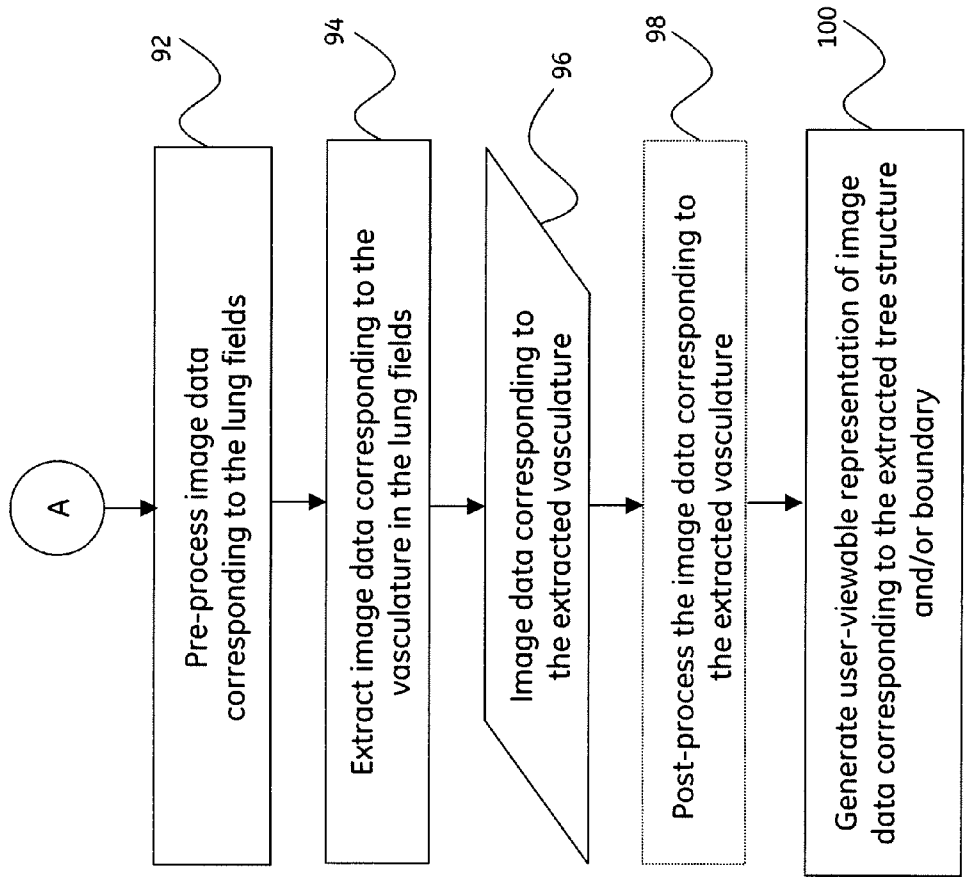 A
92
Pre-process image data
corresponding to the lung fields
94
Extract image data corresponding to the
vasculature in the lung fields
96
Image data corresponding to
the extracted vasculature
98
Post-process the image data corresponding to
the extracted vasculature
100
Generate user-viewable representation of image
data corresponding to the extracted tree structure
and/or boundary